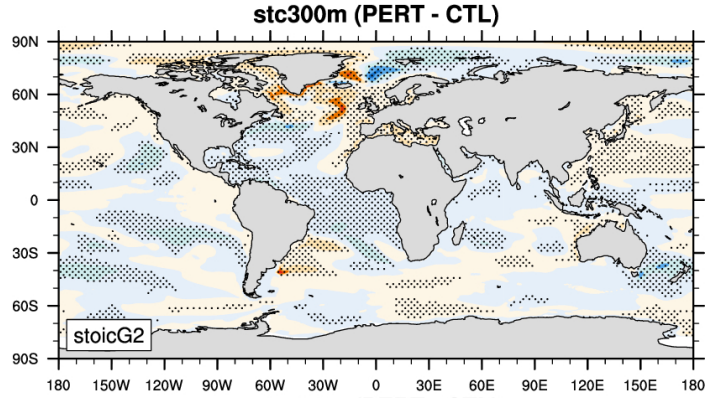 stc300m (PERT - CTL)
90N
60N
30N
0
30S
60S
90S
stoicG2
180 150W 120W 90W 60W 30W 0 30E 60E 90E 120E 150E 180